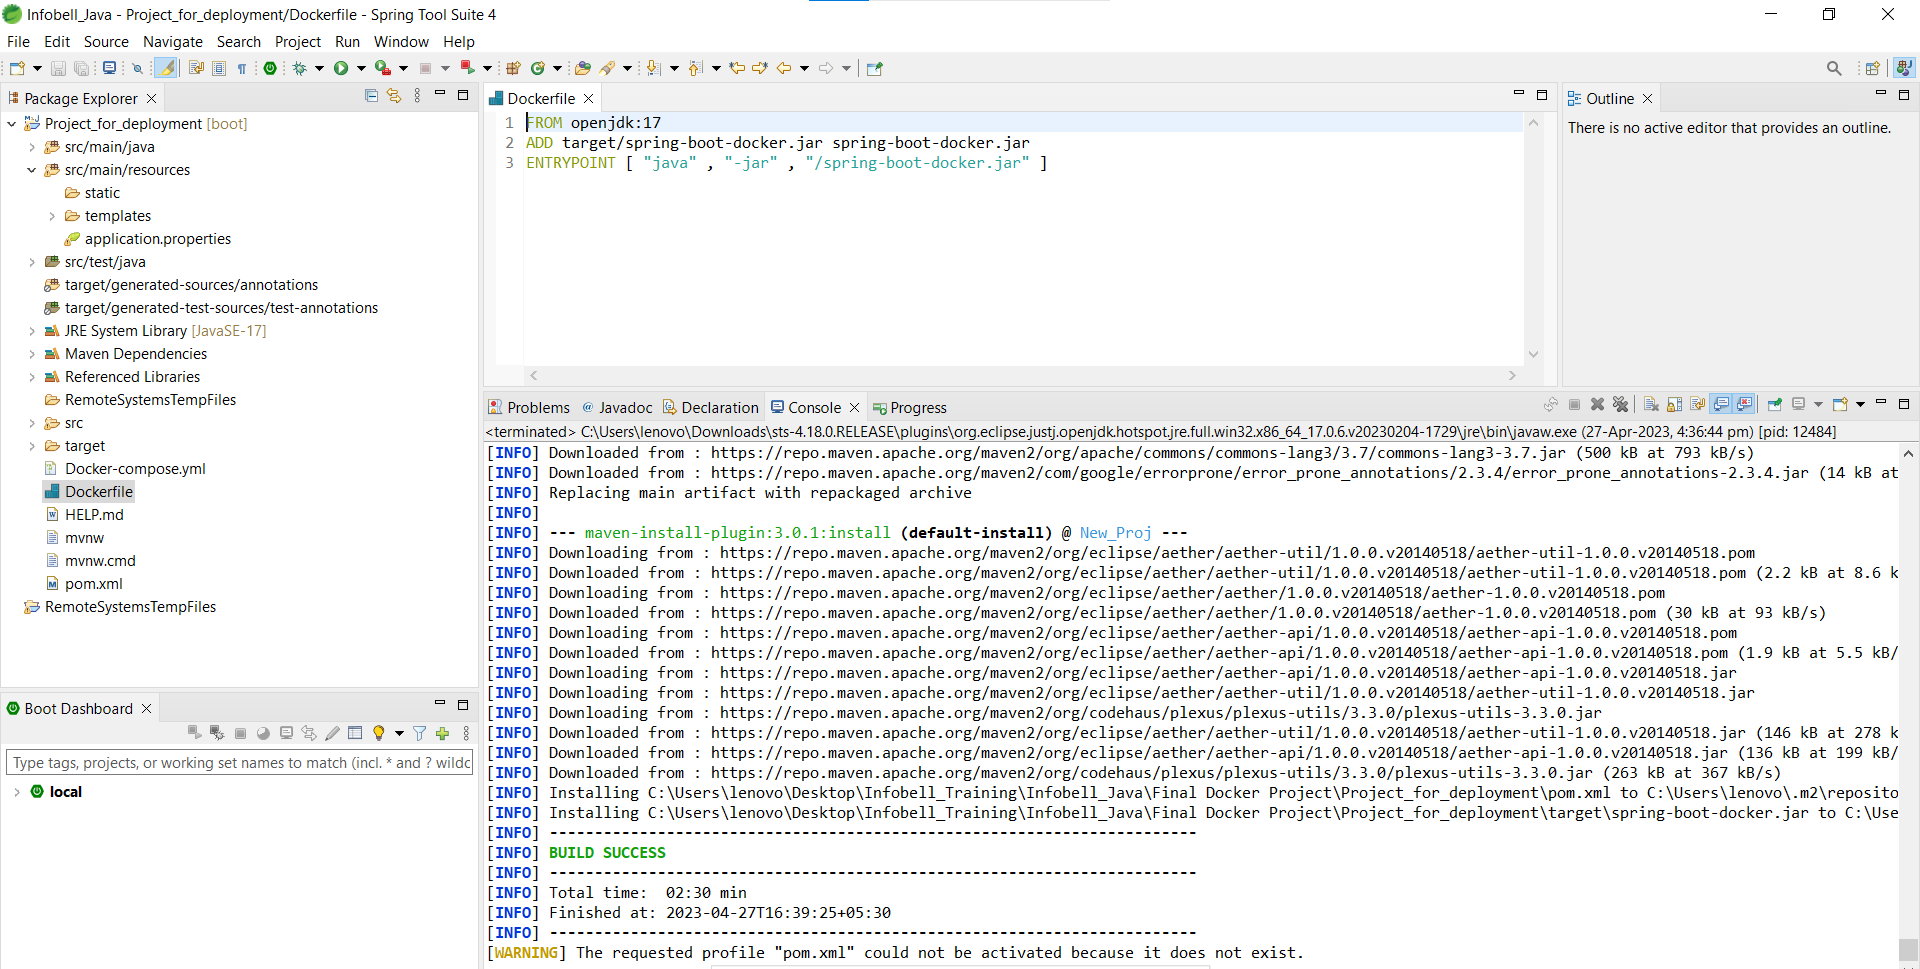 Infobell_Java - Project_for_deployment/Dockerfile - Spring Tool Suite 4
File Edit Source Navigate Search Project Run Window Help
Package Explorer
Project_for_deployment [boot]
src/main/java
src/main/resources
static
templates
application.properties
src/test/java
target/generated-sources/annotations
target/generated-test-sources/test-annotations
JRE System Library [JavaSE-17]
Maven Dependencies
Referenced Libraries
RemoteSystemsTempFiles
src
target
Docker-compose.yml
Dockerfile
HELP.md
mvnw
mvnw.cmd
pom.xml
RemoteSystemsTempFiles
Boot Dashboard
Type tags, projects, or working set names to match (incl. * and ? wildc
local
Dockerfile
1 FROM openjdk:17
2 ADD target/spring-boot-docker.jar spring-boot-docker.jar
3 ENTRYPOINT [ "java" , "-jar" , "/spring-boot-docker.jar" ]
Outline
There is no active editor that provides an outline.
Problems @ Javadoc Declaration Console Progress
<terminated> C:\Users\lenovo\Downloads\sts-4.18.0.RELEASE\plugins\org.eclipse.justj.openjdk.hotspot.jre.full.win32.x86_64_17.0.6.v20230204-1729\jre\bin\javaw.exe (27-Apr-2023, 4:36:44 pm) [pid: 12484]
[INFO] Downloaded from : https://repo.maven.apache.org/maven2/org/apache/commons/commons-lang3/3.7/commons-lang3-3.7.jar (500 kB at 793 kB/s)
[INFO] Downloaded from : https://repo.maven.apache.org/maven2/com/google/errorprone/error_prone_annotations/2.3.4/error_prone_annotations-2.3.4.jar (14 kB at
[INFO] Replacing main artifact with repackaged archive
[INFO]
[INFO] --- maven-install-plugin:3.0.1:install (default-install) @ New_Proj ---
[INFO] Downloading from : https://repo.maven.apache.org/maven2/org/eclipse/aether/aether-util/1.0.0.v20140518/aether-util-1.0.0.v20140518.pom
[INFO] Downloaded from : https://repo.maven.apache.org/maven2/org/eclipse/aether/aether-util/1.0.0.v20140518/aether-util-1.0.0.v20140518.pom (2.2 kB at 8.6 k
[INFO] Downloading from : https://repo.maven.apache.org/maven2/org/eclipse/aether/aether/1.0.0.v20140518/aether-1.0.0.v20140518.pom
[INFO] Downloaded from : https://repo.maven.apache.org/maven2/org/eclipse/aether/aether/1.0.0.v20140518/aether-1.0.0.v20140518.pom (30 kB at 93 kB/s)
[INFO] Downloading from : https://repo.maven.apache.org/maven2/org/eclipse/aether/aether-api/1.0.0.v20140518/aether-api-1.0.0.v20140518.pom
[INFO] Downloaded from : https://repo.maven.apache.org/maven2/org/eclipse/aether/aether-api/1.0.0.v20140518/aether-api-1.0.0.v20140518.pom (1.9 kB at 5.5 kB/
[INFO] Downloading from : https://repo.maven.apache.org/maven2/org/eclipse/aether/aether-api/1.0.0.v20140518/aether-api-1.0.0.v20140518.jar
[INFO] Downloading from : https://repo.maven.apache.org/maven2/org/eclipse/aether/aether-util/1.0.0.v20140518/aether-util-1.0.0.v20140518.jar
[INFO] Downloading from : https://repo.maven.apache.org/maven2/org/codehaus/plexus/plexus-utils/3.3.0/plexus-utils-3.3.0.jar
[INFO] Downloaded from : https://repo.maven.apache.org/maven2/org/eclipse/aether/aether-util/1.0.0.v20140518/aether-util-1.0.0.v20140518.jar (146 kB at 278 k
[INFO] Downloaded from : https://repo.maven.apache.org/maven2/org/eclipse/aether/aether-api/1.0.0.v20140518/aether-api-1.0.0.v20140518.jar (136 kB at 199 kB/
[INFO] Downloaded from : https://repo.maven.apache.org/maven2/org/codehaus/plexus/plexus-utils/3.3.0/plexus-utils-3.3.0.jar (263 kB at 367 kB/s)
[INFO] Installing C:\Users\lenovo\Desktop\Infobell_Training\Infobell_Java\Final Docker Project\Project_for_deployment\pom.xml to C:\Users\lenovo\.m2\reposito
[INFO] Installing C:\Users\lenovo\Desktop\Infobell_Training\Infobell_Java\Final Docker Project\Project_for_deployment\target\spring-boot-docker.jar to C:\Use
[INFO] ------------------------------------------------------------------------
[INFO] BUILD SUCCESS
[INFO] ------------------------------------------------------------------------
[INFO] Total time:  02:30 min
[INFO] Finished at: 2023-04-27T16:39:25+05:30
[INFO] ------------------------------------------------------------------------
[WARNING] The requested profile "pom.xml" could not be activated because it does not exist.